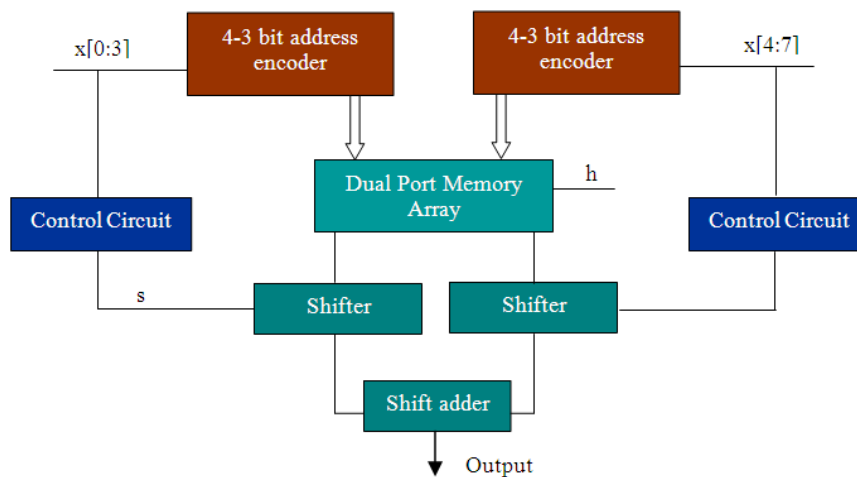 x[0:3]
4-3 bit address
encoder
4-3 bit address
encoder
x[4:7]
Dual Port Memory
Array
h
Control Circuit
Control Circuit
s
Shifter
Shifter
Shift adder
Output